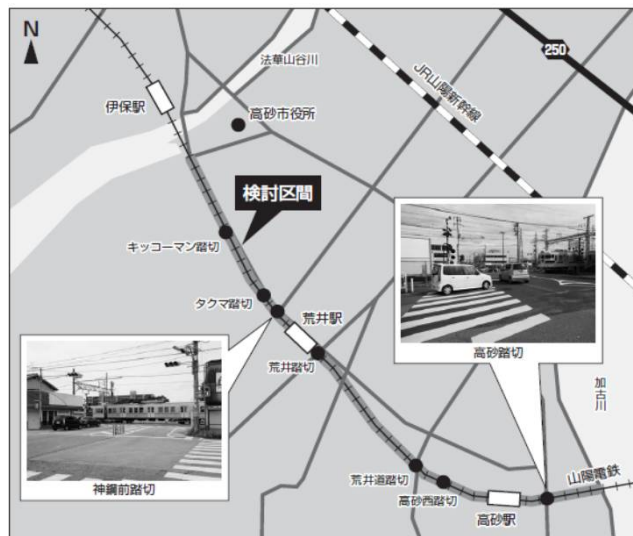 N
250
法華山谷川
JR山陽新幹線
伊保駅
高砂市役所
検討区間
キッコーマン踏切
タクマ踏切
荒井駅
荒井踏切
高砂踏切
加古川
神鋼前踏切
荒井道踏切
高砂西踏切
高砂駅
山陽電鉄